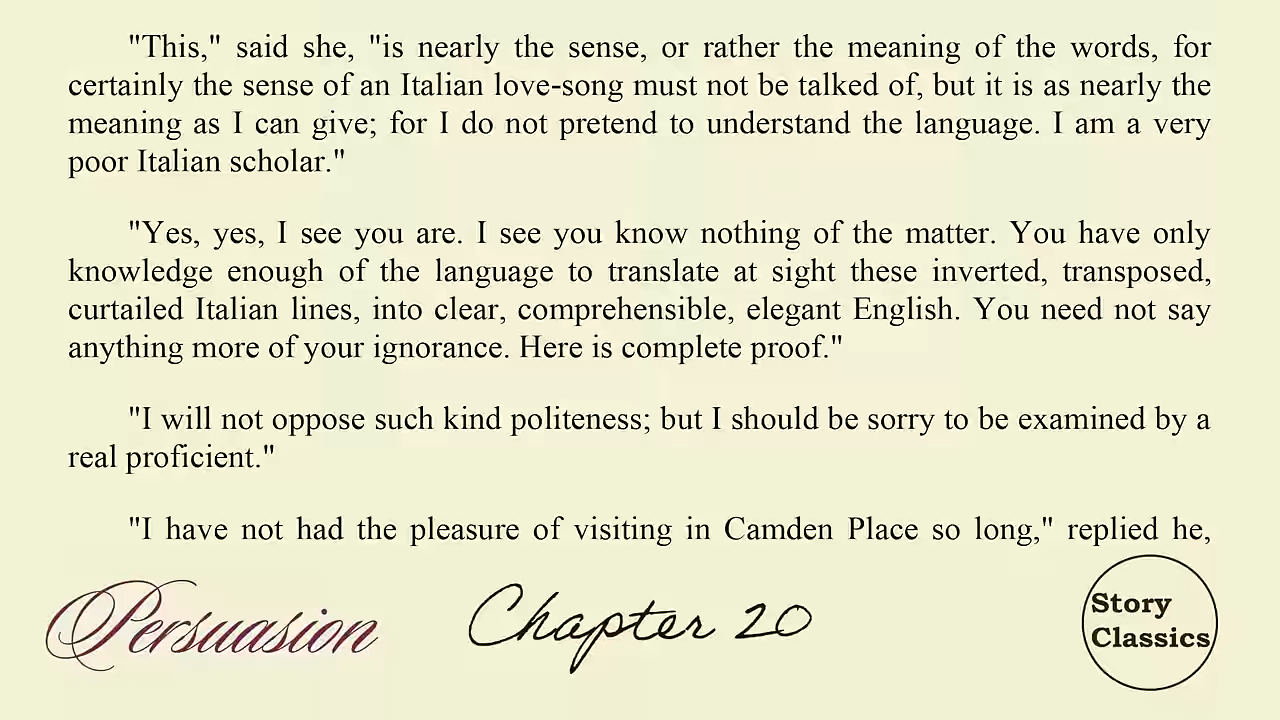 "This," said she, "is nearly the sense, or rather the meaning of the words, for
certainly the sense of an Italian love-song must not be talked of, but it is as nearly the
meaning as I can give; for I do not pretend to understand the language. I am a very
poor Italian scholar."
"Yes, yes, I see you are. I see you know nothing of the matter. You have only
knowledge enough of the language to translate at sight these inverted, transposed,
curtailed Italian lines, into clear, comprehensible, elegant English. You need not say
anything more of your ignorance. Here is complete proof."
"I will not oppose such kind politeness; but I should be sorry to be examined by a
real proficient."
"I have not had the pleasure of visiting in Camden Place so long," replied he,
Persuasion
Chapter 20
Story
Classics